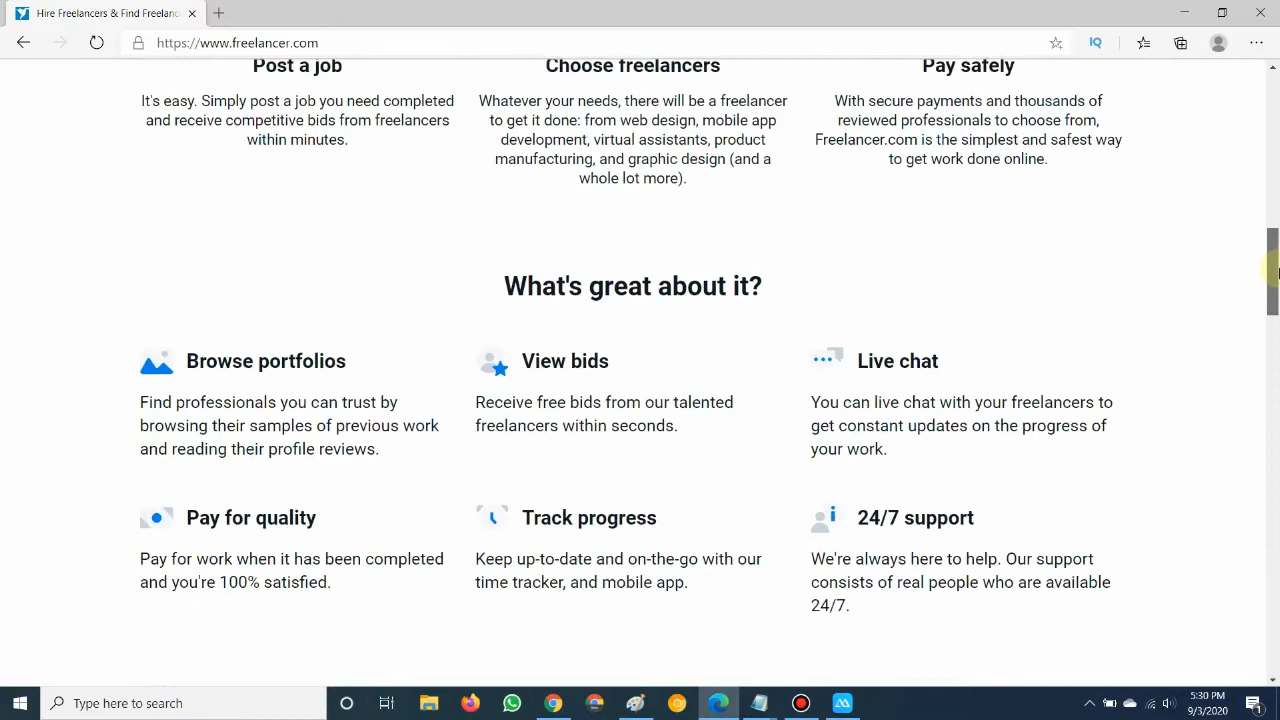 Hire Freelancers & Find Freelanc
https://www.freelancer.com
IQ
Post a job
Choose freelancers
Pay safely
It's easy. Simply post a job you need completed
and receive competitive bids from freelancers
within minutes.
Whatever your needs, there will be a freelancer
to get it done: from web design, mobile app
development, virtual assistants, product
manufacturing, and graphic design (and a
whole lot more).
With secure payments and thousands of
reviewed professionals to choose from,
Freelancer.com is the simplest and safest way
to get work done online.
What's great about it?
Browse portfolios
Find professionals you can trust by
browsing their samples of previous work
and reading their profile reviews.
View bids
Receive free bids from our talented
freelancers within seconds.
Live chat
You can live chat with your freelancers to
get constant updates on the progress of
your work.
Pay for quality
Pay for work when it has been completed
and you're 100% satisfied.
Track progress
Keep up-to-date and on-the-go with our
time tracker, and mobile app.
24/7 support
We're always here to help. Our support
consists of real people who are available
24/7.
Type here to search
5:30 PM
9/3/2020
1